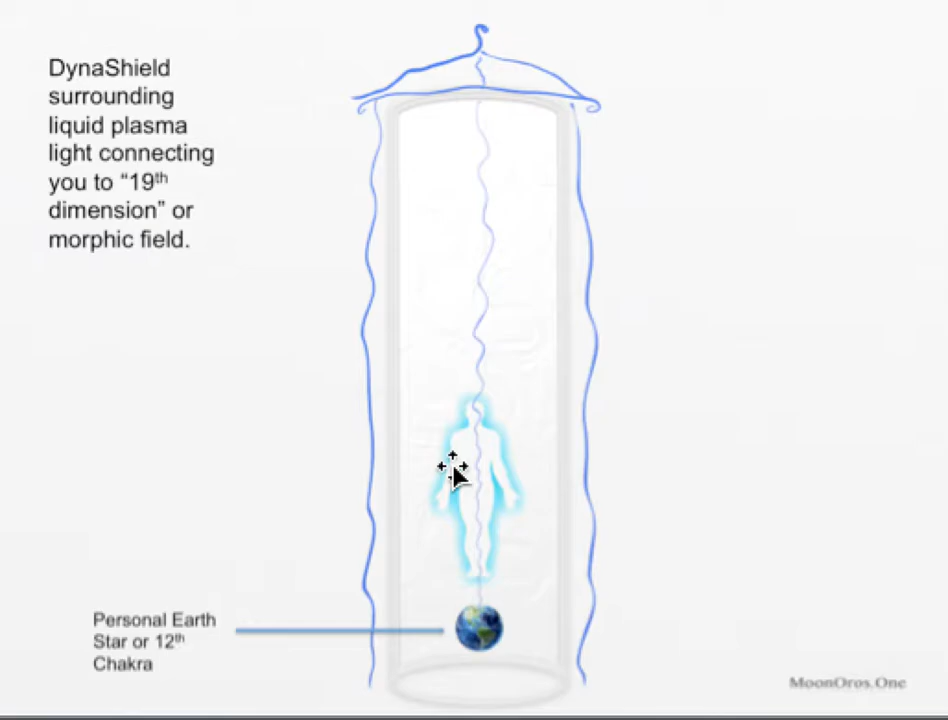 DynaShield
surrounding
liquid plasma
light connecting
you to “19th
dimension” or
morphic field.
Personal Earth
Star or 12th
Chakra
MoonOros.One